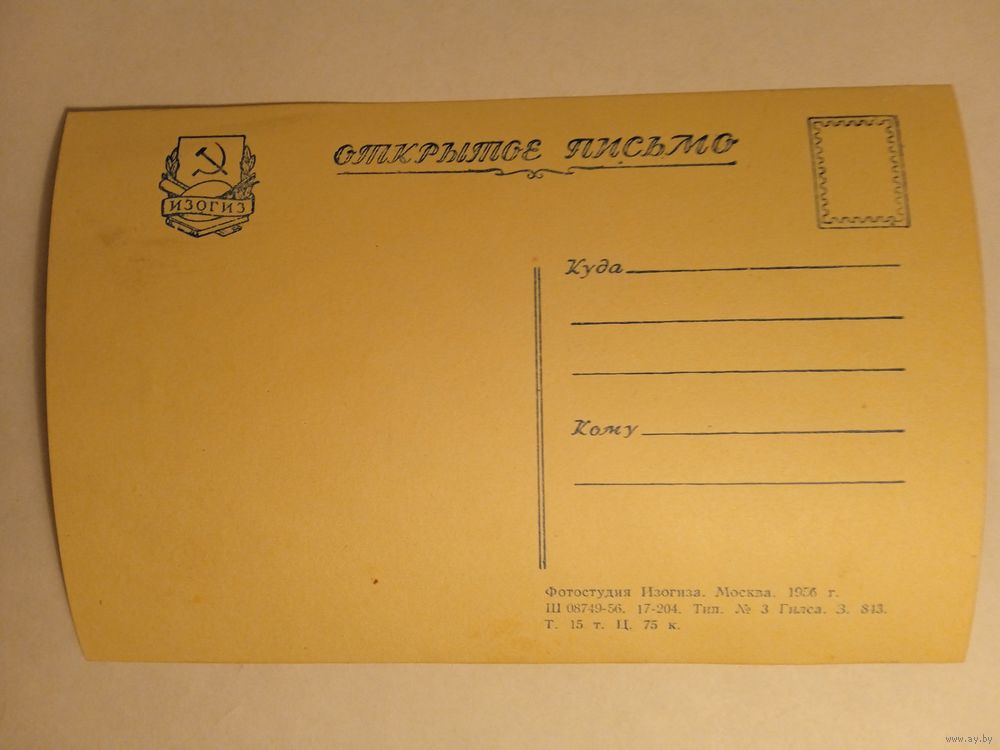 ИЗОГИЗ
ОТКРЫТОЕ ПИСЬМО
Куда
Кому
Фотостудия Изогиза. Москва. 1956 г.
Ш 08749-56. 17-204. Тип. № 3 Гилса. З. 843.
Т. 15 т. Ц. 75 к.
www.ay.by